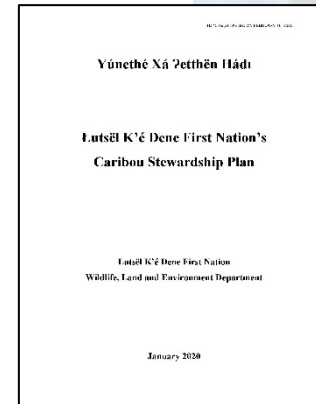 Yúnethé Xá Ɂetthën Hádı
Łutsël K’é Dene First Nation’s
Caribou Stewardship Plan
Łutsël K’é Dene First Nation
Wildlife, Land and Environment Department
January 2020